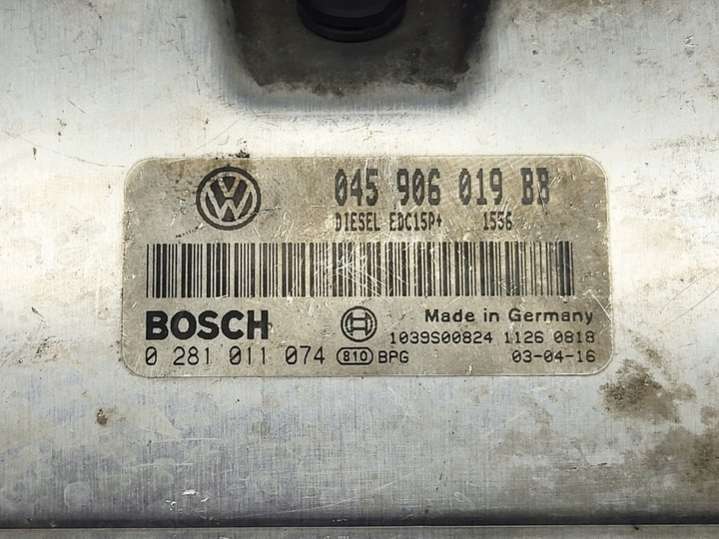 045 906 019 BB
DIESEL EDC15P+ 1556
BOSCH
Made in Germany
1039S00824 1126 0818
0 281 011 074 810 BPG 03-04-16